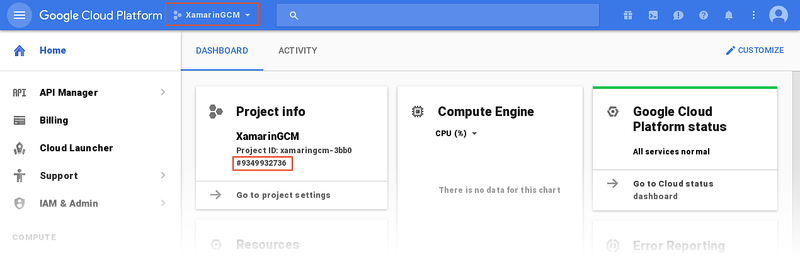 Google Cloud Platform
XamarinGCM
Home
DASHBOARD
ACTIVITY
CUSTOMIZE
API
API Manager
Billing
Cloud Launcher
Support
IAM & Admin
COMPUTE
Project info
XamarinGCM
Project ID: xamaringcm-3bb0
#9349932736
Go to project settings
Resources
Compute Engine
CPU (%)
There is no data for this chart
Google Cloud
Platform status
All services normal
Go to Cloud status
dashboard
Error Reporting